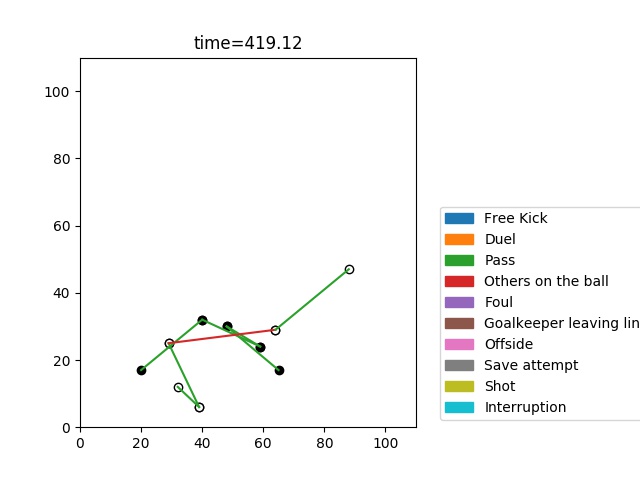 time=419.12
100
80
60
40
20
0
0 20 40 60 80 100
Free Kick
Duel
Pass
Others on the ball
Foul
Goalkeeper leaving lin
Offside
Save attempt
Shot
Interruption